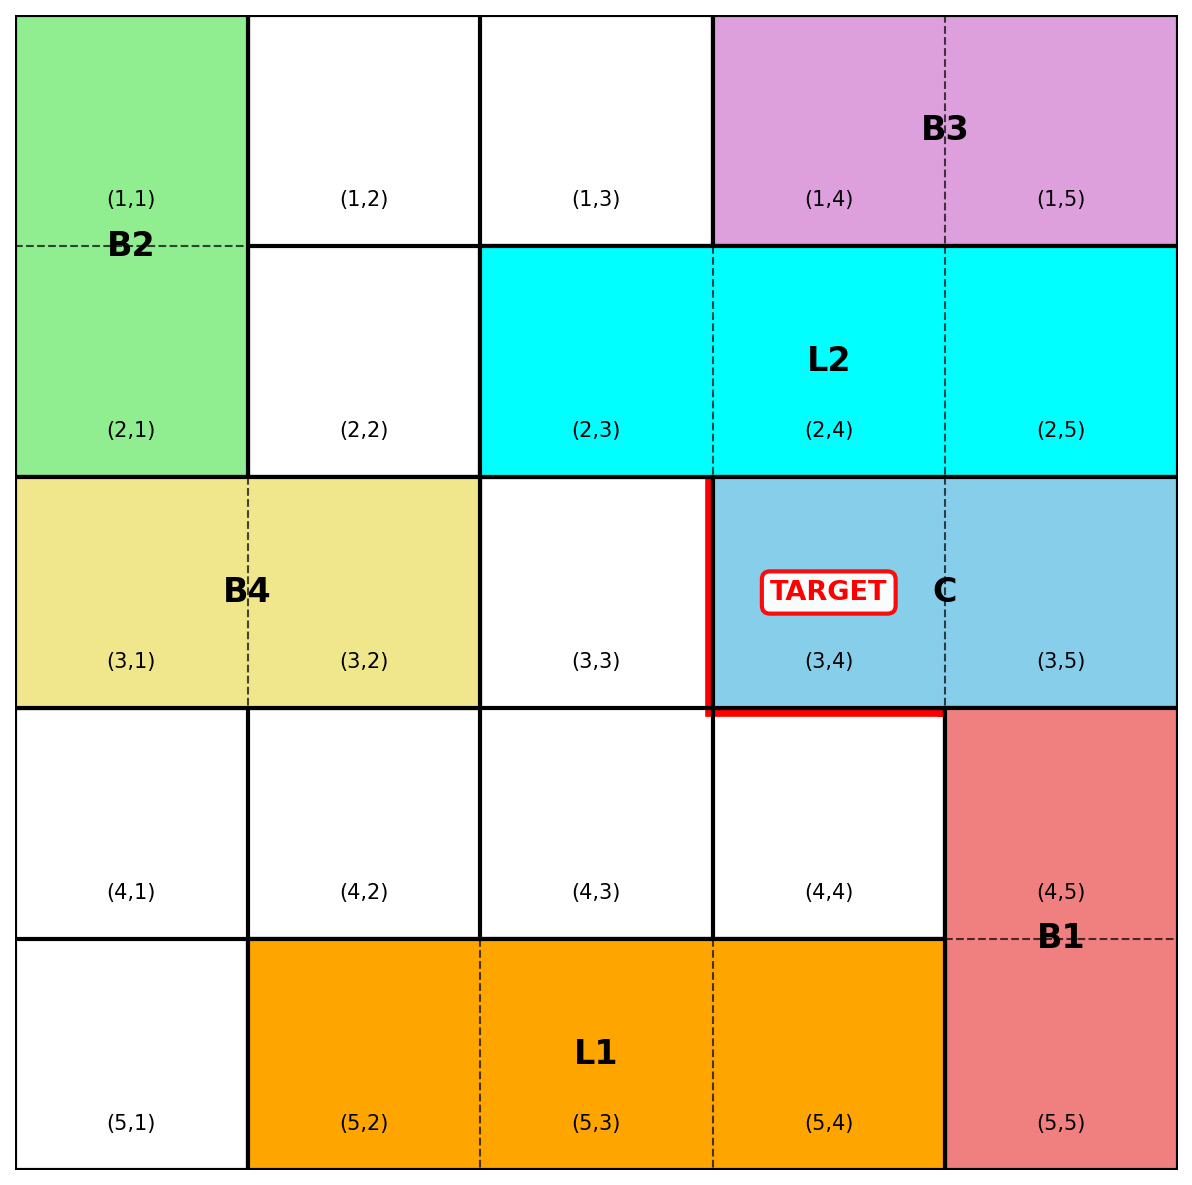 B3
(1,1) (1,2) (1,3) (1,4) (1,5)
B2
L2
(2,1) (2,2) (2,3) (2,4) (2,5)
B4 TARGET C
(3,1) (3,2) (3,3) (3,4) (3,5)
(4,1) (4,2) (4,3) (4,4) (4,5)
B1
L1
(5,1) (5,2) (5,3) (5,4) (5,5)